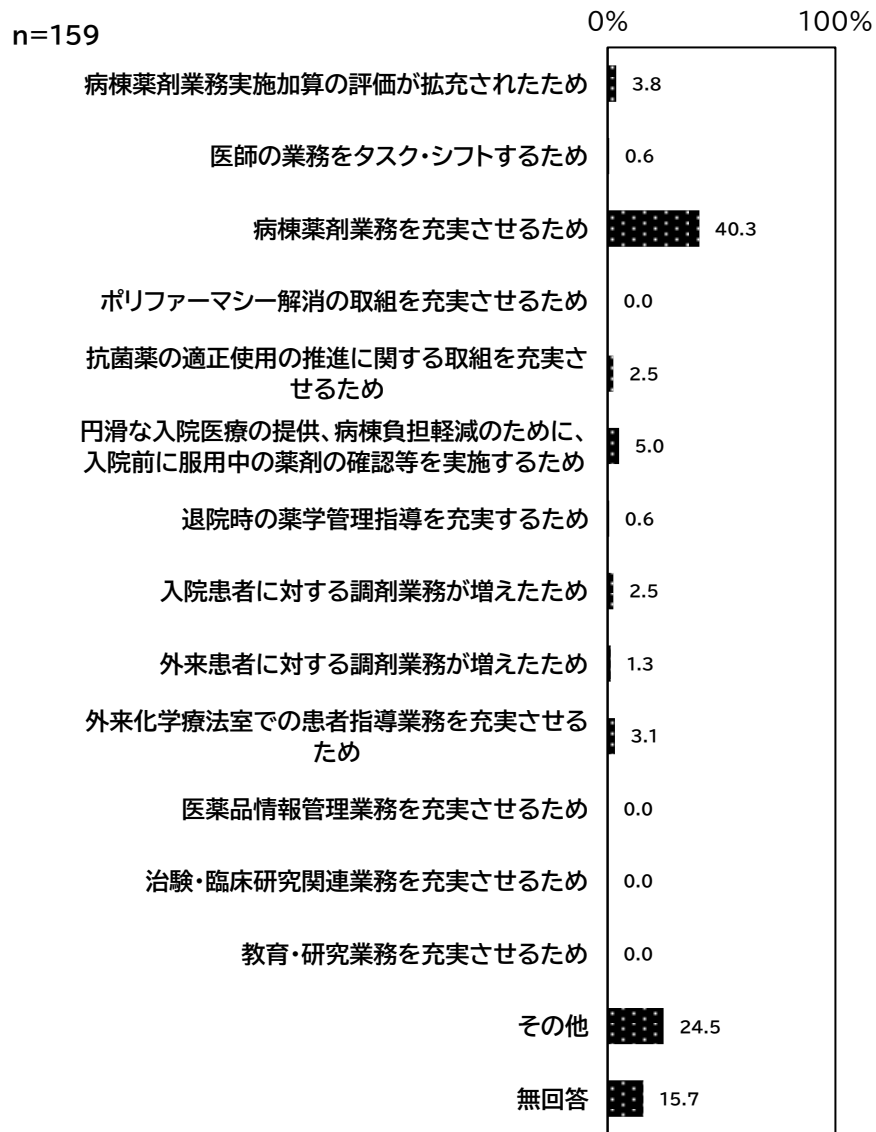 0% 100%
n=159
病棟薬剤業務実施加算の評価が拡充されたため 3.8
医師の業務をタスク・シフトするため 0.6
病棟薬剤業務を充実させるため 40.3
ポリファーマシー解消の取組を充実させるため 0.0
抗菌薬の適正使用の推進に関する取組を充実さ
せるため 2.5
円滑な入院医療の提供、病棟負担軽減のために、
入院前に服用中の薬剤の確認等を実施するため 5.0
退院時の薬学管理指導を充実するため 0.6
入院患者に対する調剤業務が増えたため 2.5
外来患者に対する調剤業務が増えたため 1.3
外来化学療法室での患者指導業務を充実させる
ため 3.1
医薬品情報管理業務を充実させるため 0.0
治験・臨床研究関連業務を充実させるため 0.0
教育・研究業務を充実させるため 0.0
その他 24.5
無回答 15.7